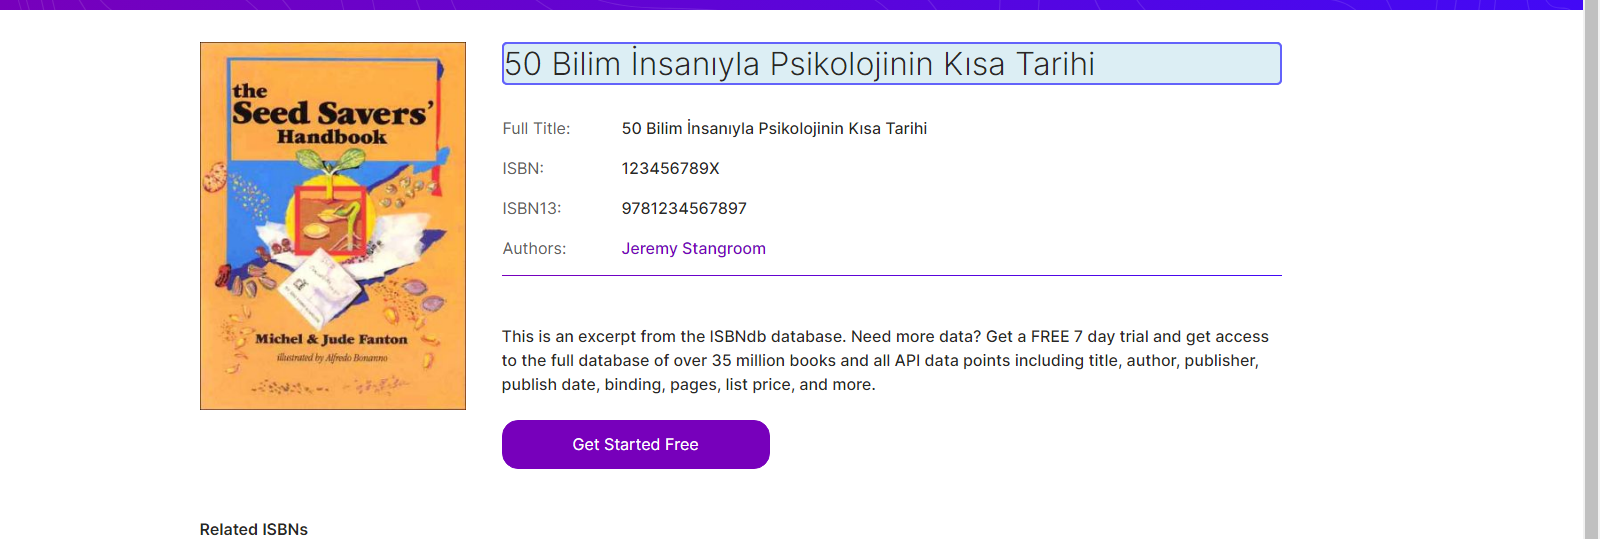 the
Seed Savers'
Handbook
Michel & Jude Fanton
illustrated by Alfredo Bonanno
50 Bilim İnsanıyla Psikolojinin Kısa Tarihi
Full Title: 50 Bilim İnsanıyla Psikolojinin Kısa Tarihi
ISBN: 123456789X
ISBN13: 9781234567897
Authors: Jeremy Stangroom
This is an excerpt from the ISBNdb database. Need more data? Get a FREE 7 day trial and get access
to the full database of over 35 million books and all API data points including title, author, publisher,
publish date, binding, pages, list price, and more.
Get Started Free
Related ISBNs